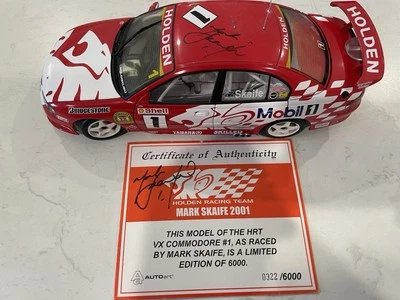 HOLDEN
1
HOLDEN
1
BRIDGESTONE
Shell
1
Skaife
Mobil 1
YAMANASHI
Certificate of Authenticity
HOLDEN RACING TEAM
MARK SKAIFE 2001
THIS MODEL OF THE HRT
VX COMMODORE #1, AS RACED
BY MARK SKAIFE, IS A LIMITED
EDITION OF 6000.
AUTOart
0322/6000